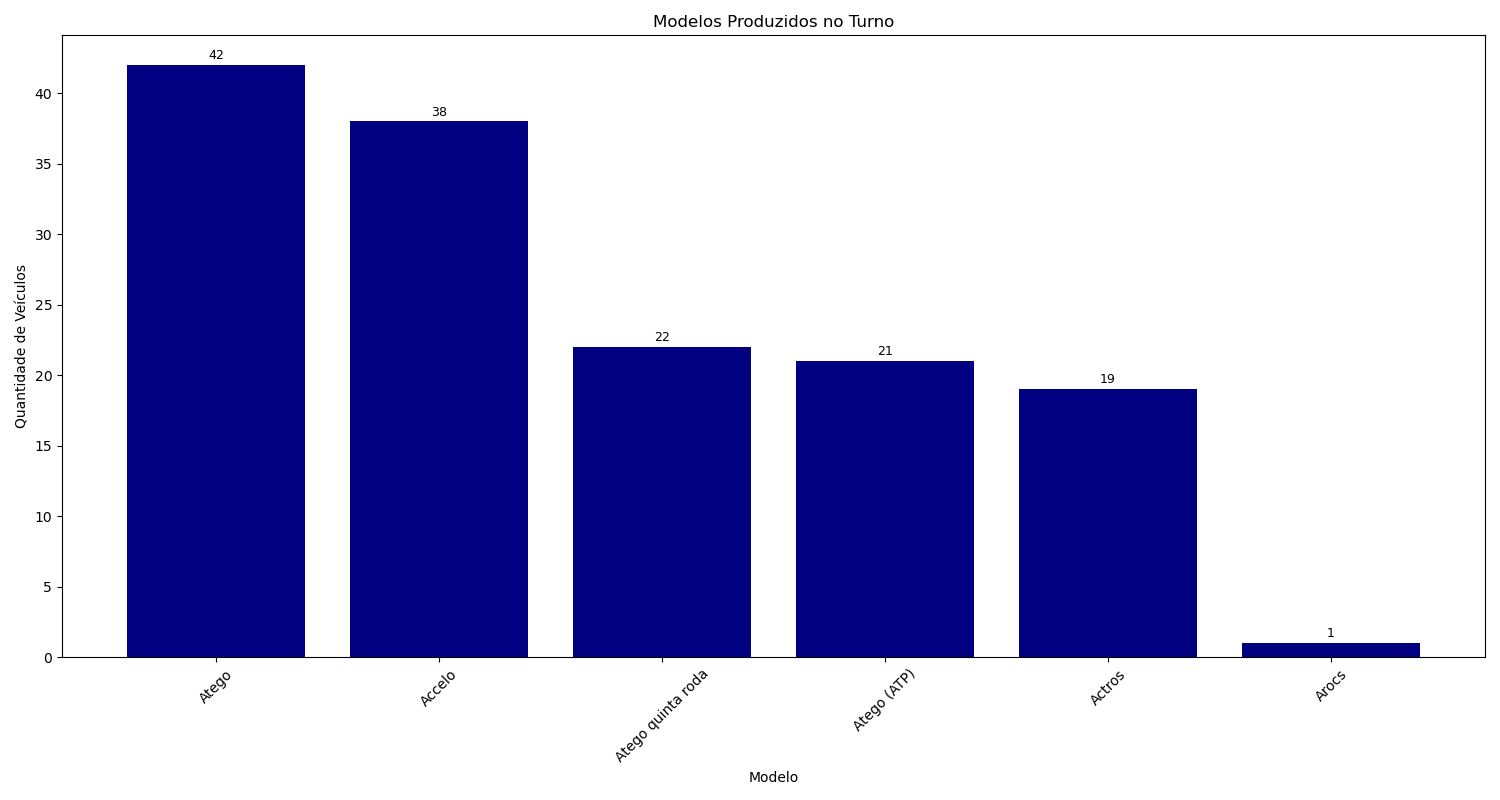 Modelos Produzidos no Turno
42
38
22
21
19
1
40
35
30
25
20
15
10
5
0
Quantidade de Veículos
Atego
Accelo
Atego quinta roda
Atego (ATP)
Actros
Arocs
Modelo